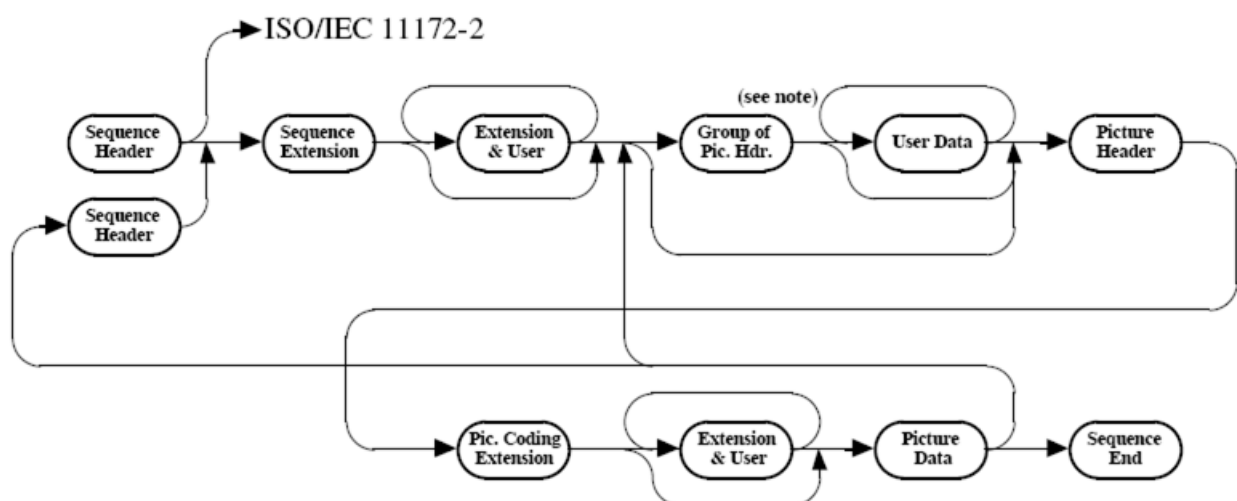 ISO/IEC 11172-2
(see note)
Sequence
Header
Sequence
Extension
Extension
& User
Group of
Pic. Hdr.
User Data
Picture
Header
Sequence
Header
Pic. Coding
Extension
Extension
& User
Picture
Data
Sequence
End